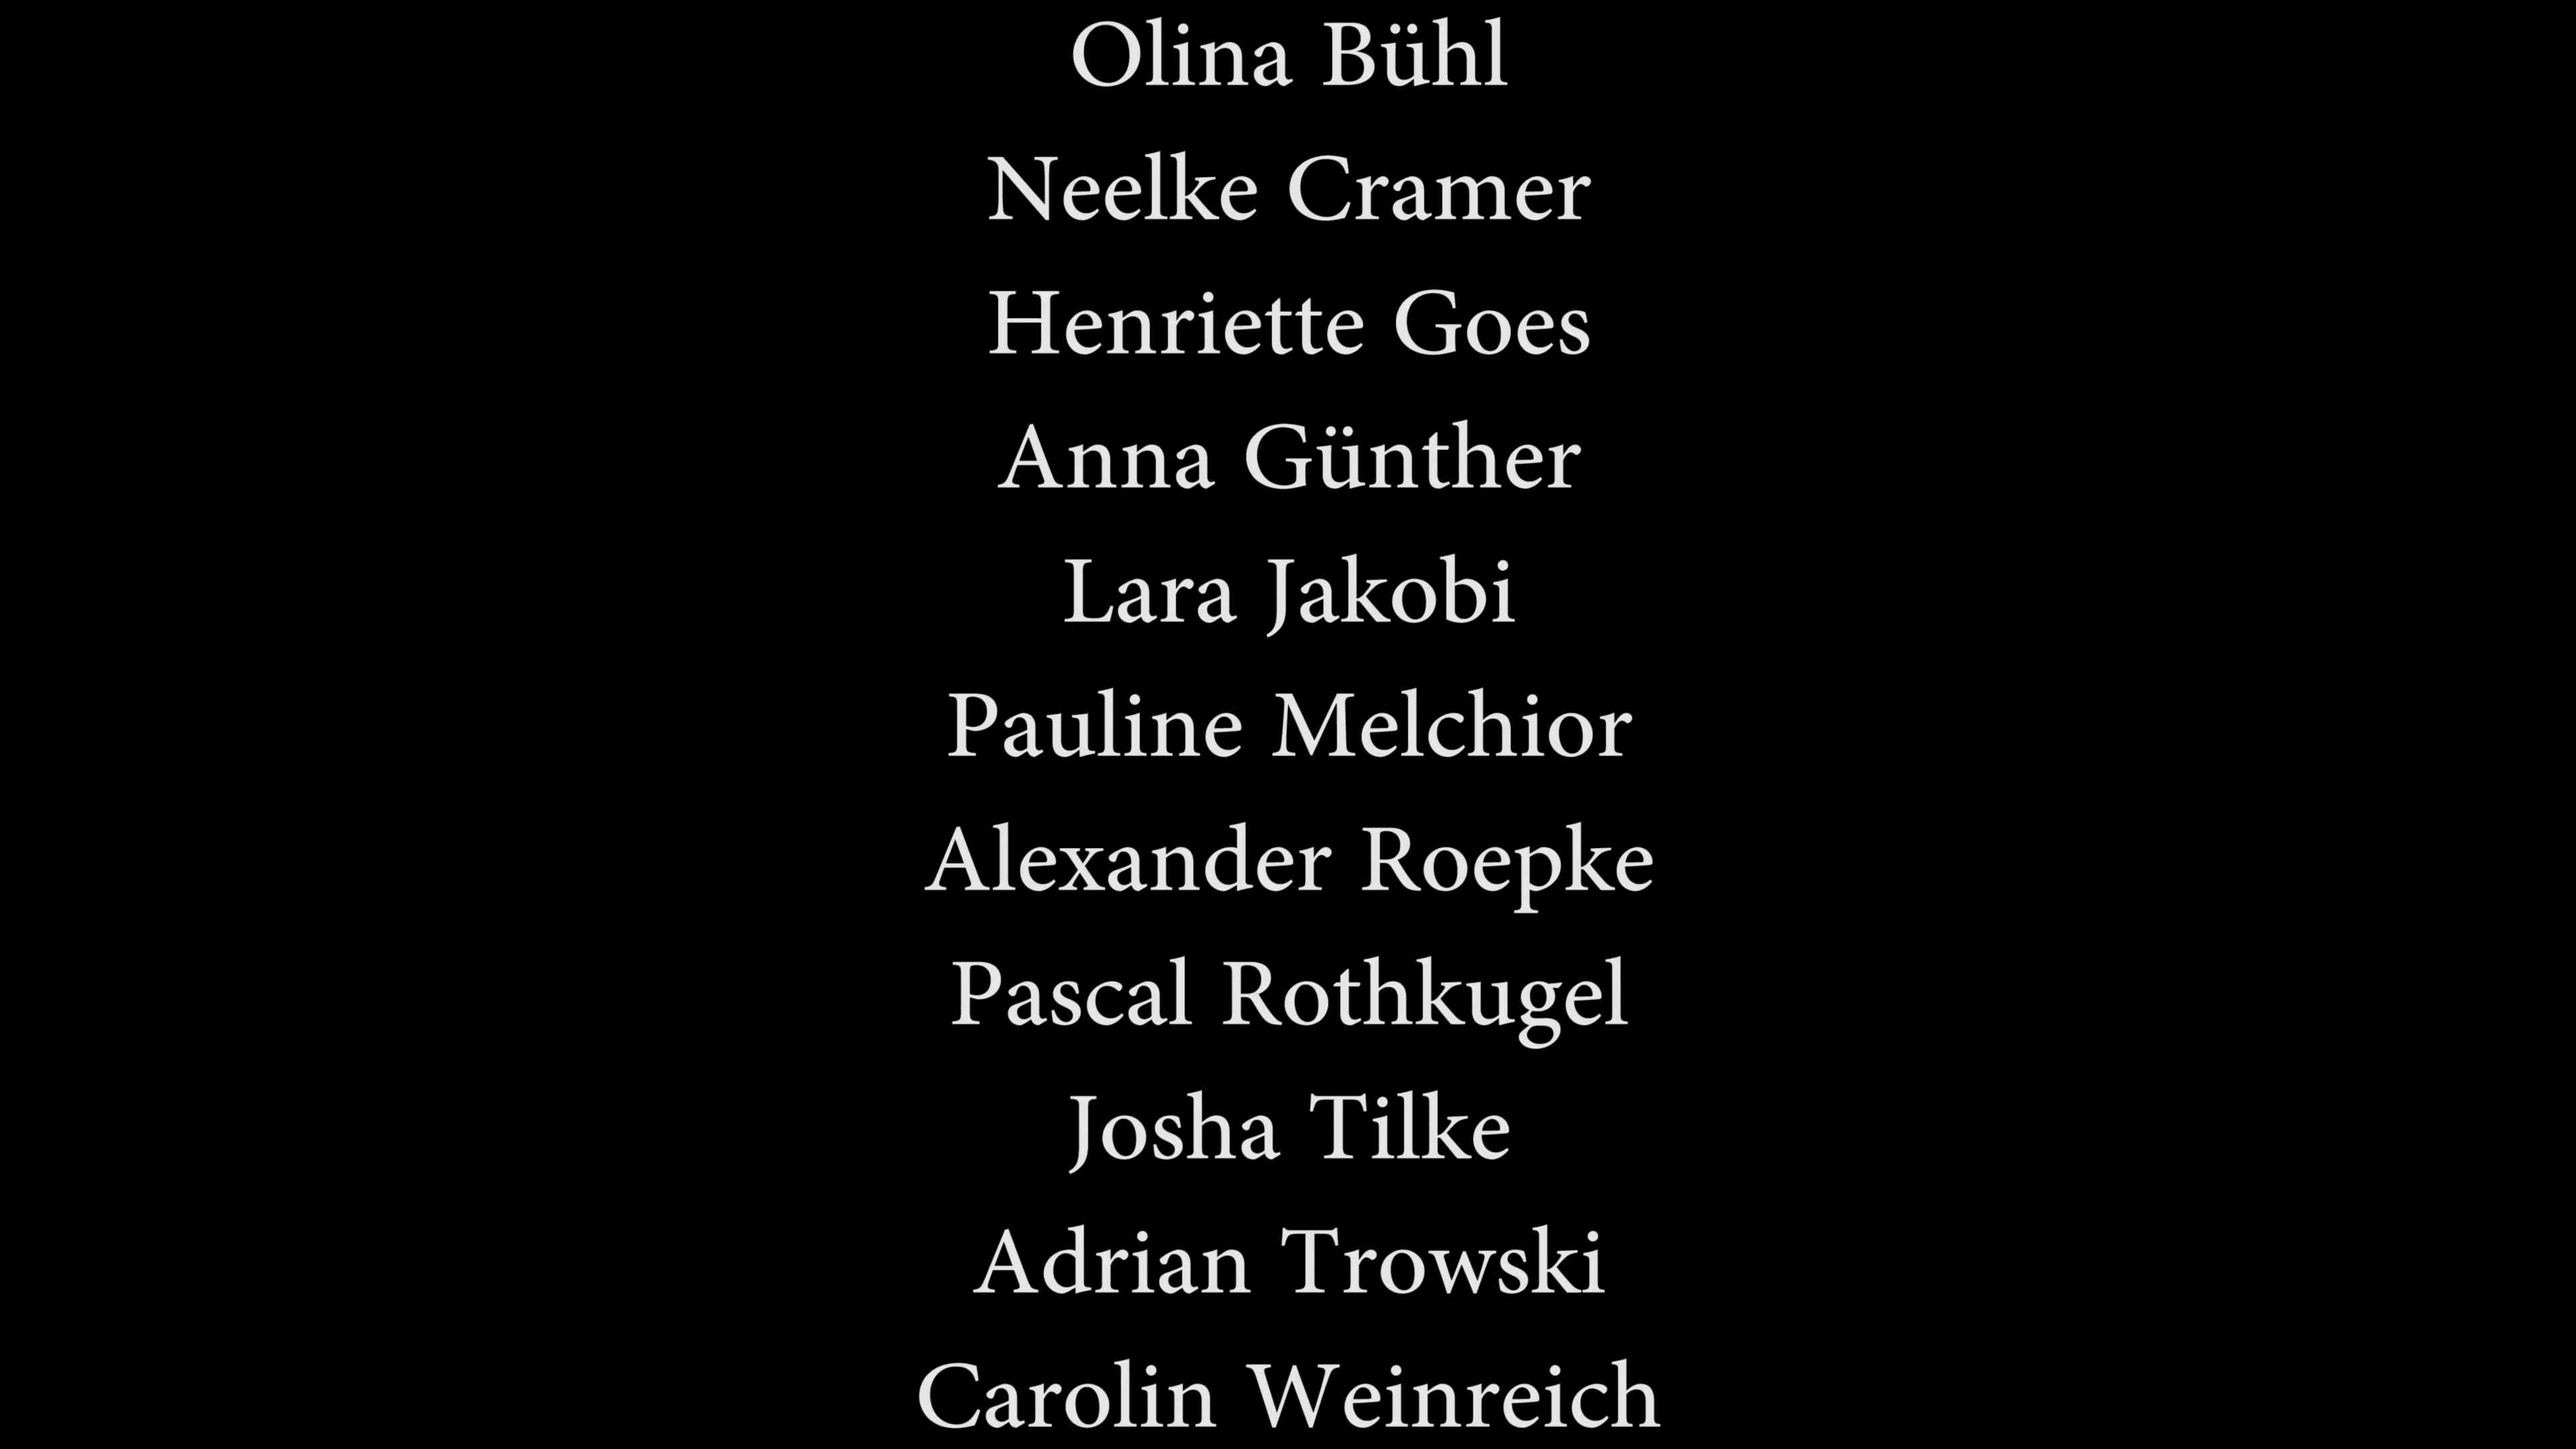 Olina Bühl
Neelke Cramer
Henriette Goes
Anna Günther
Lara Jakobi
Pauline Melchior
Alexander Roepke
Pascal Rothkugel
Josha Tilke
Adrian Trowski
Carolin Weinreich